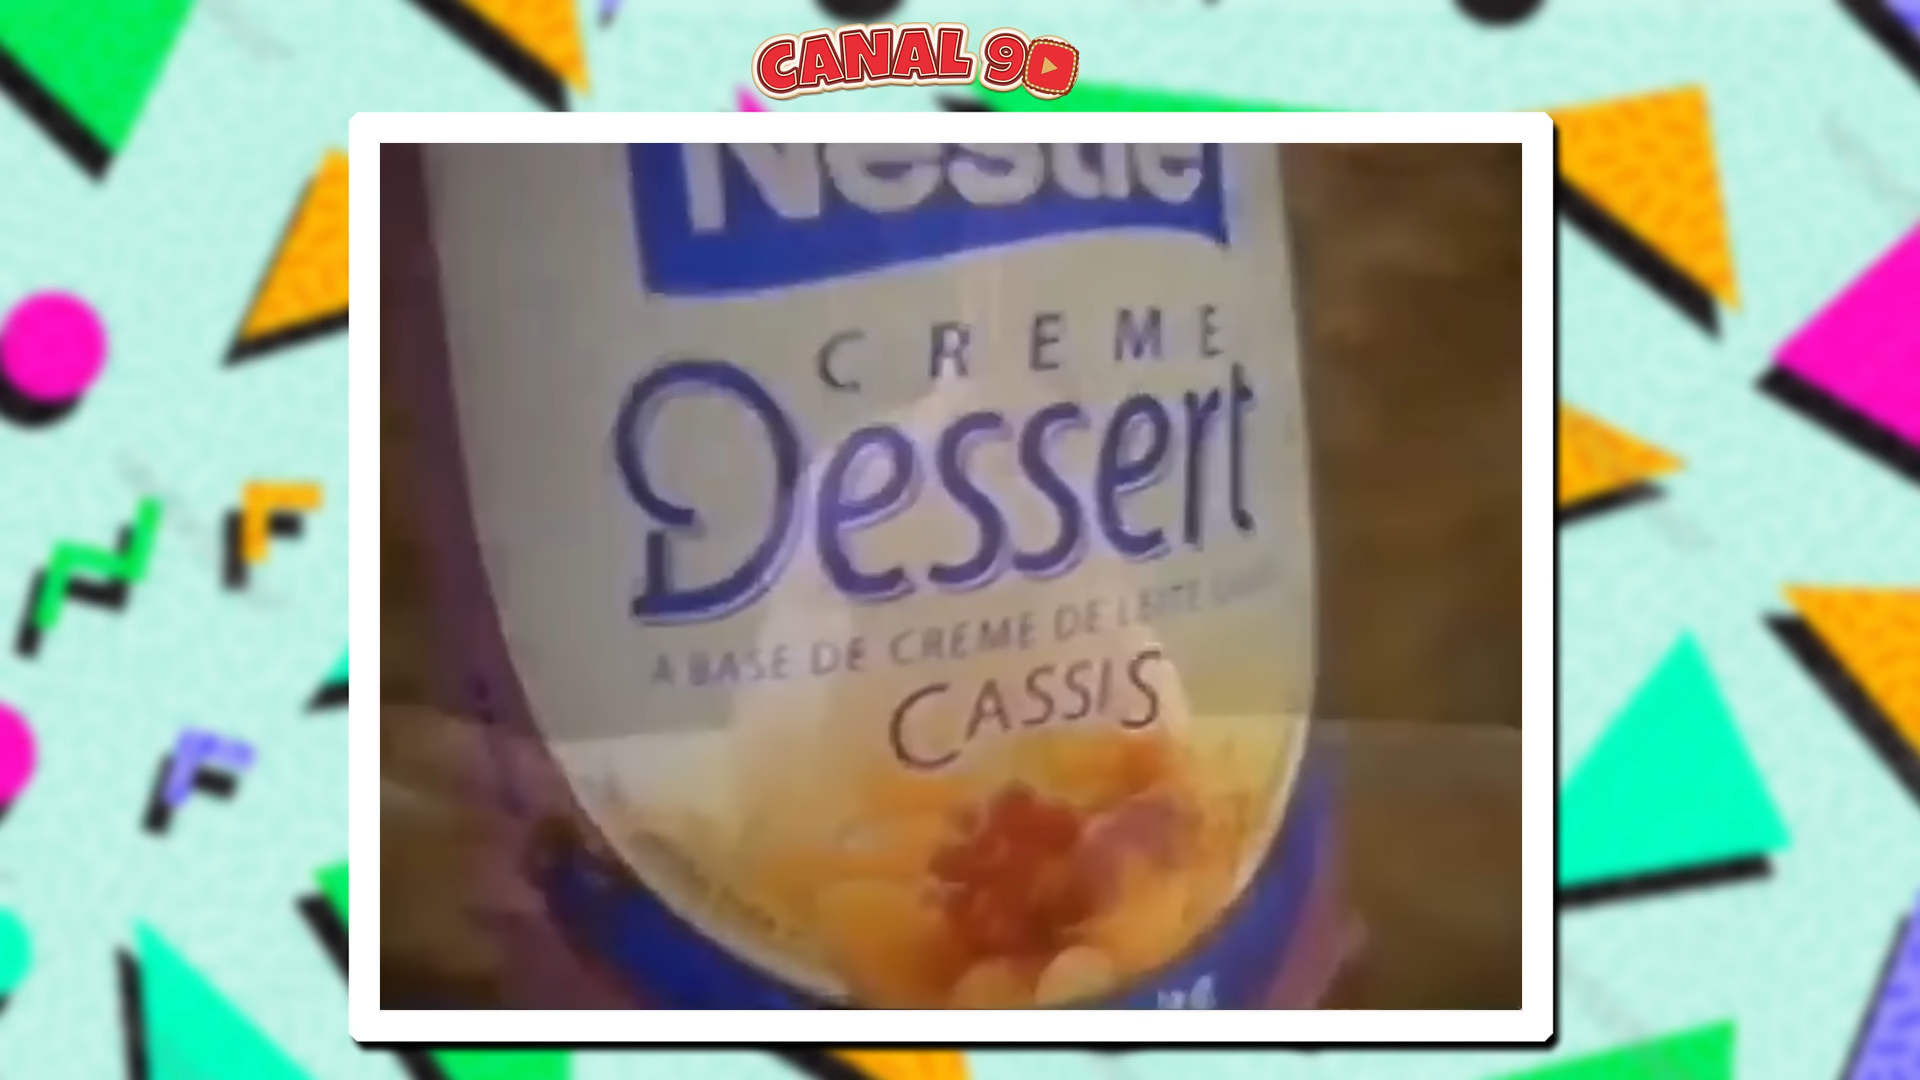 CANAL 90
Nestlé
CREME
Dessert
A BASE DE CREME DE LEITE
CASSIS